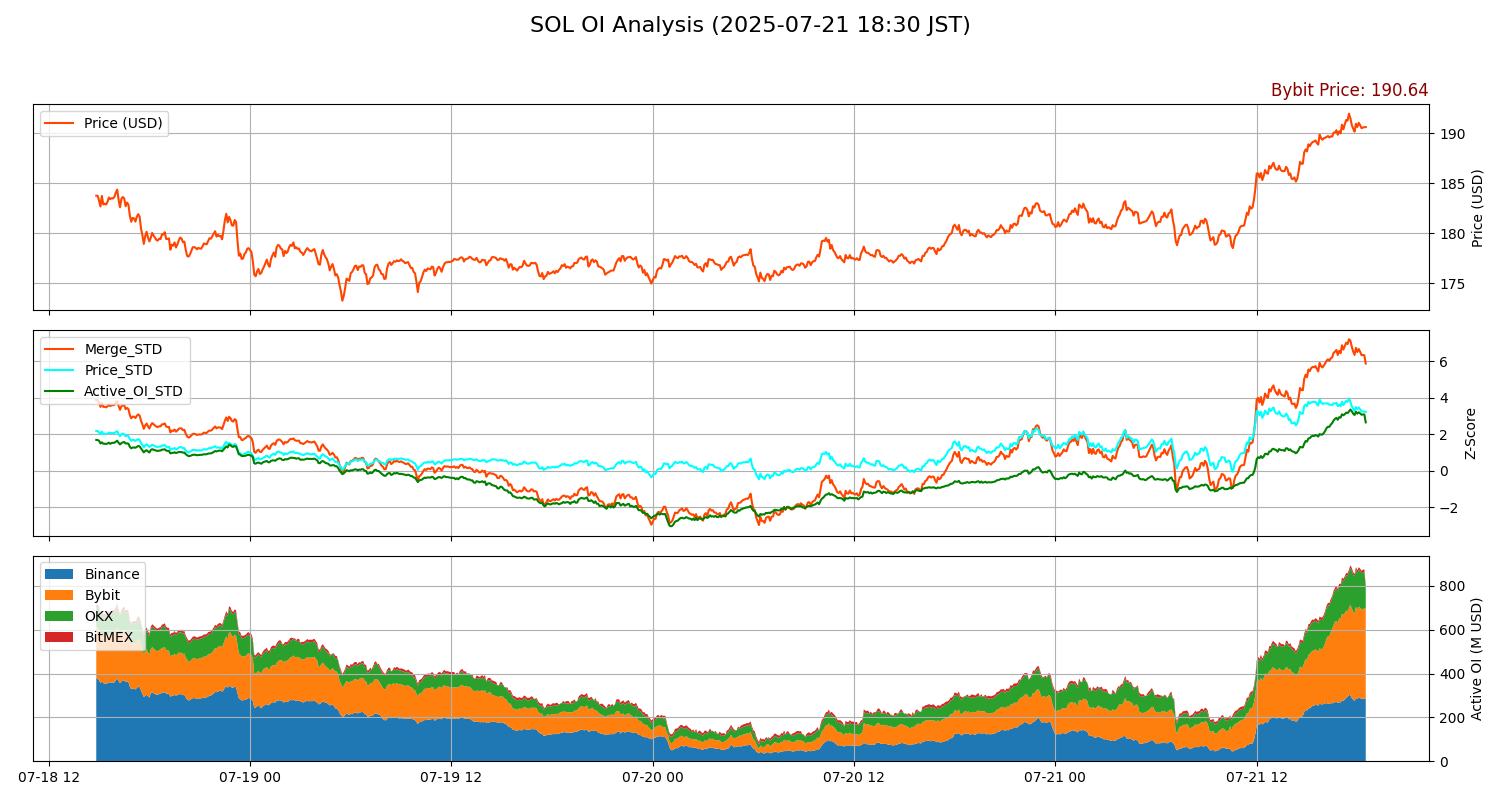 SOL OI Analysis (2025-07-21 18:30 JST)
Bybit Price: 190.64
Price (USD)
190
185
180
175
Price (USD)
Merge_STD
Price_STD
Active_OI_STD
6
4
2
0
−2
Z-Score
Binance
Bybit
OKX
BitMEX
800
600
400
200
0
Active OI (M USD)
07-18 12
07-19 00
07-19 12
07-20 00
07-20 12
07-21 00
07-21 12